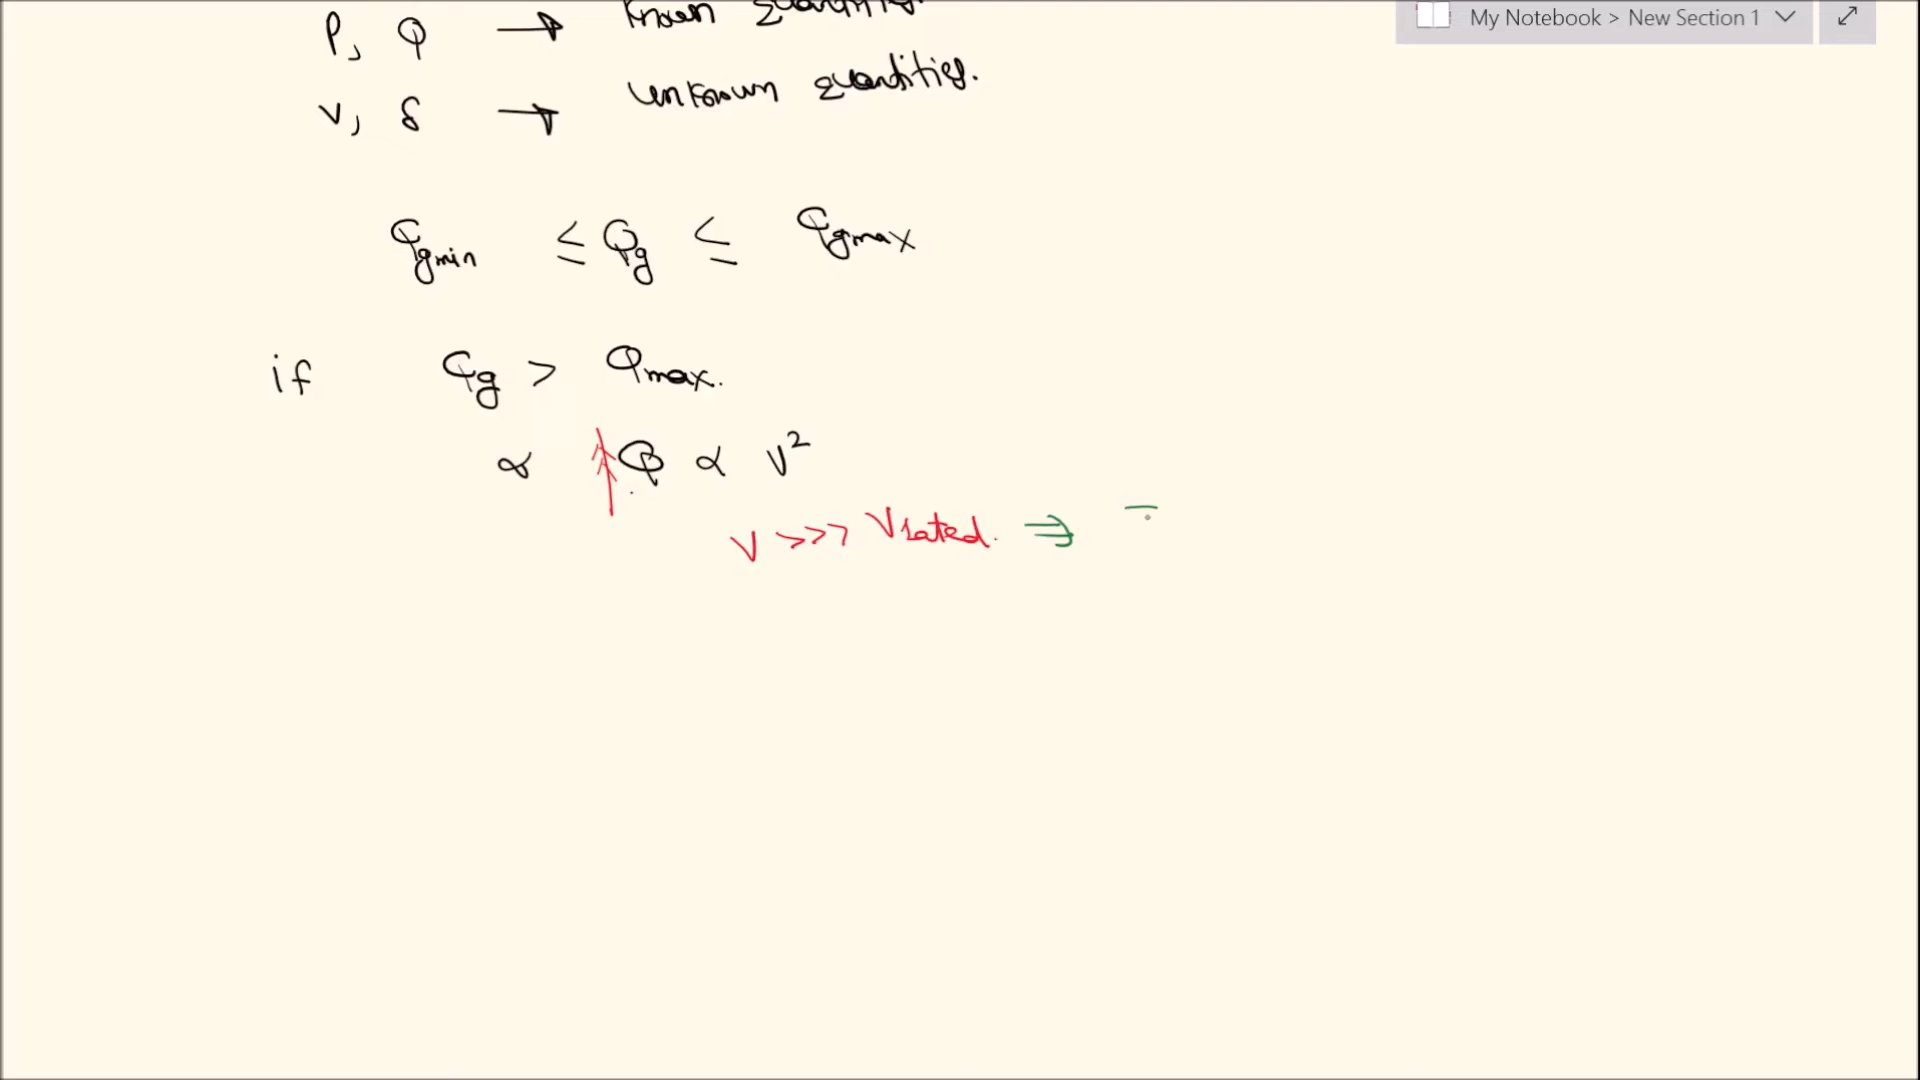 My Notebook > New Section 1
P, Q → known quantities.
V, δ → unknown quantities.
Qgmin ≤ Qg ≤ Qgmax
if Qg > Qmax.
∝ ↑Q ∝ V²
V >>> Vrated. ⇒